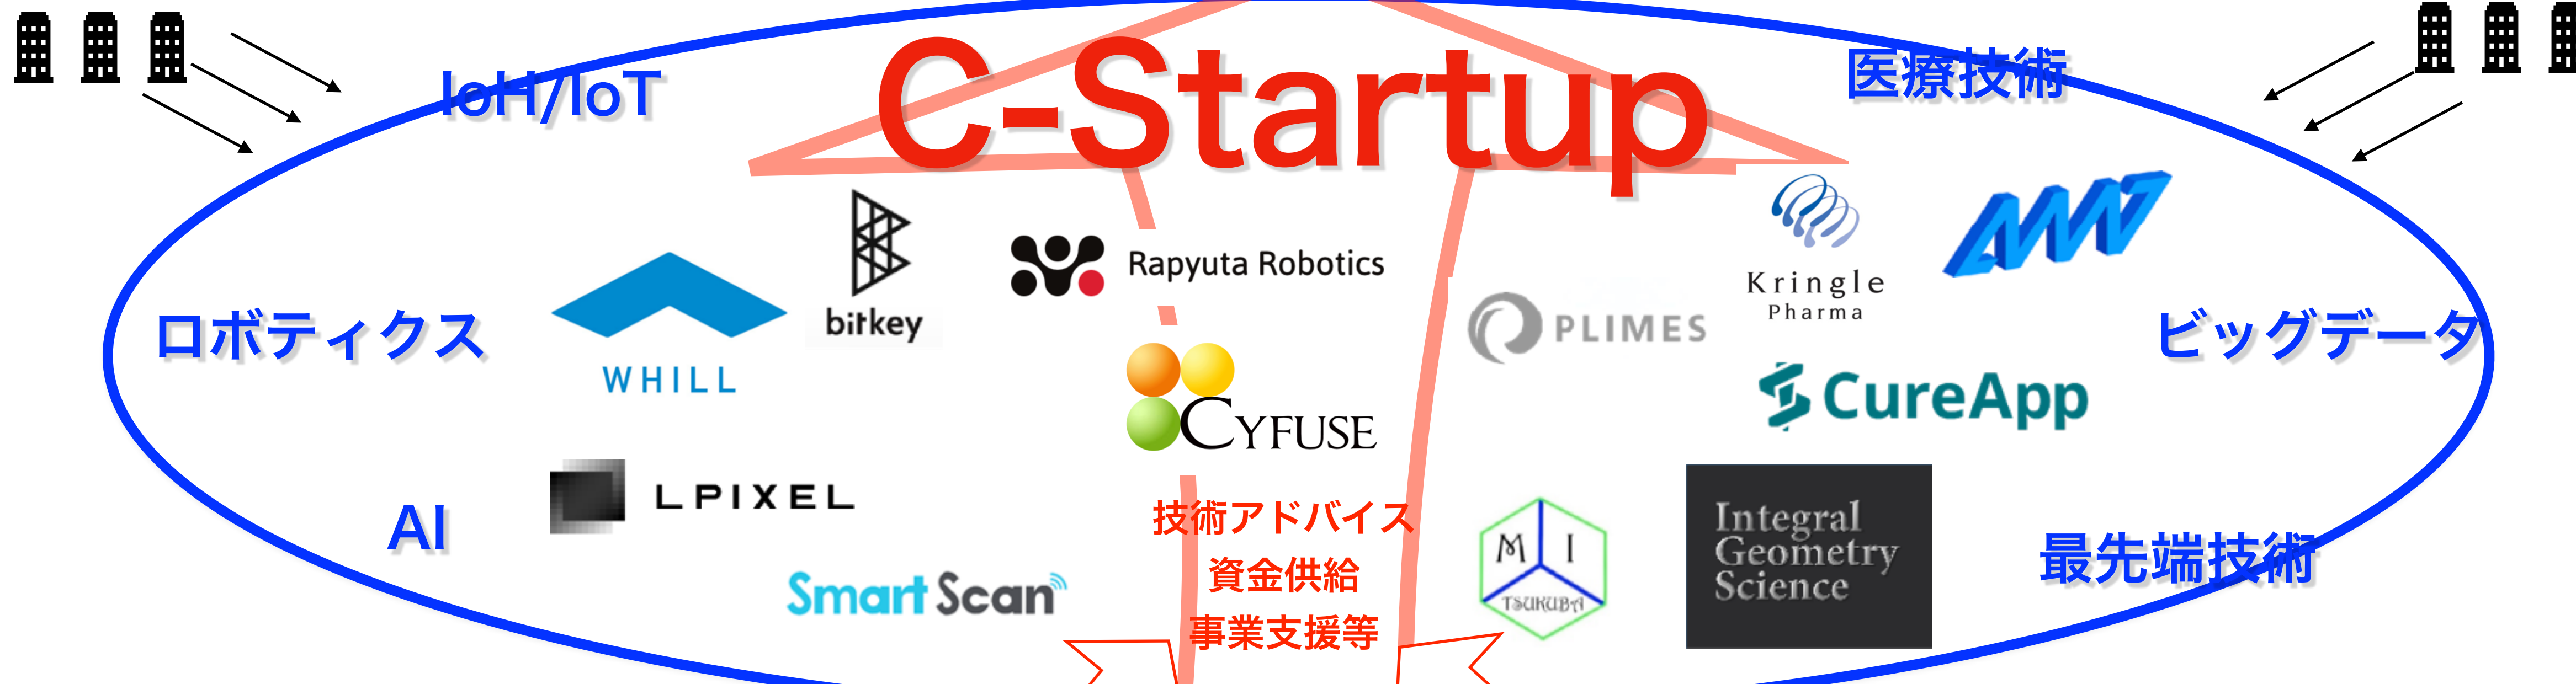 IoH/IoT
C-Startup
医療技術
bitkey
Rapyuta Robotics
Kringle
Pharma
PLIMES
ロボティクス
ビッグデータ
WHILL
CYFUSE
CureApp
LPIXEL
AI
技術アドバイス
資金供給
事業支援等
M I
TSUKUBA
Integral
Geometry
Science
最先端技術
Smart Scan